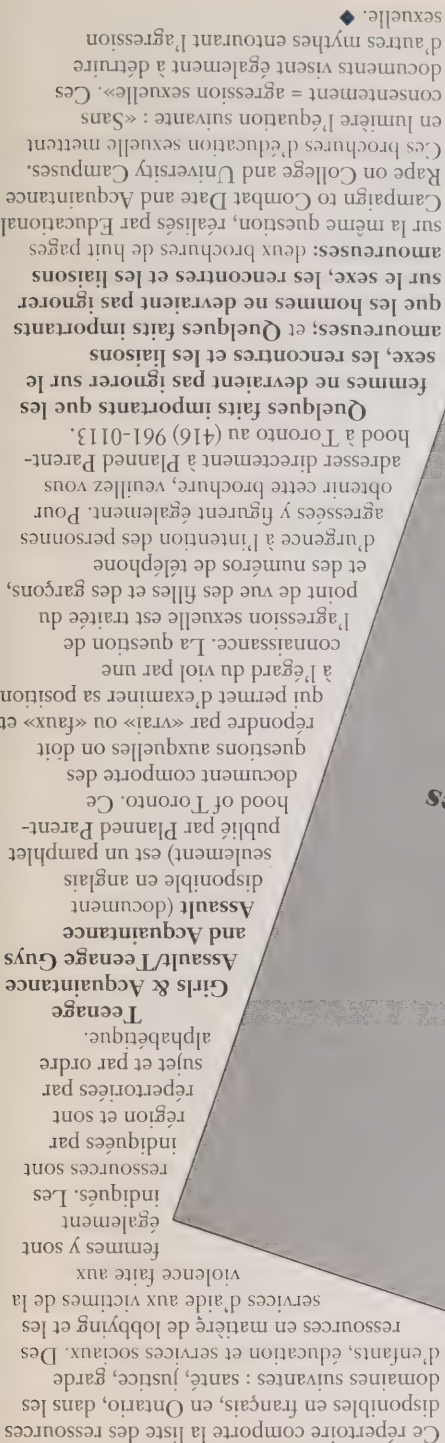 Ce répertoire comporte la liste des ressources
disponibles en français, en Ontario, dans les
domaines suivantes : santé, justice, garde
d'enfants, éducation et services sociaux. Des
ressources en matière de lobbying et les
services d'aide aux victimes de la
violence faite aux
femmes y sont
également
indiqués. Les
ressources sont
indiquées par
région et sont
répertoriées par
sujet et par ordre
alphabétique.
Teenage
Girls & Acquaintance
Assault/Teenage Guys
and Acquaintance
Assault (document
disponible en anglais
seulement) est un pamphlet
publié par Planned Parent-
hood of Toronto. Ce
document comporte des
questions auxquelles on doit
répondre par «vrai» ou «faux» et
qui permet d'examiner sa position
à l'égard du viol par une
connaissance. La question de
l'agression sexuelle est traitée du
point de vue des filles et des garçons,
et des numéros de téléphone
d'urgence à l'intention des personnes
agressées y figurent également. Pour
obtenir cette brochure, veuillez vous
adresser directement à Planned Parent-
hood à Toronto au (416) 961-0113.
Quelques faits importants que les
femmes ne devraient pas ignorer sur le
sexe, les rencontres et les liaisons
amoureuses; et Quelques faits importants
que les hommes ne devraient pas ignorer
sur le sexe, les rencontres et les liaisons
amoureuses: deux brochures de huit pages
sur la même question, réalisés par Educational
Campaign to Combat Date and Acquaintance
Rape on College and University Campuses.
Ces brochures d'éducation sexuelle mettent
en lumière l'équation suivante : «Sans
consentement = agression sexuelle». Ces
documents visent également à détruire
d'autres mythes entourant l'agression
sexuelle. ◆